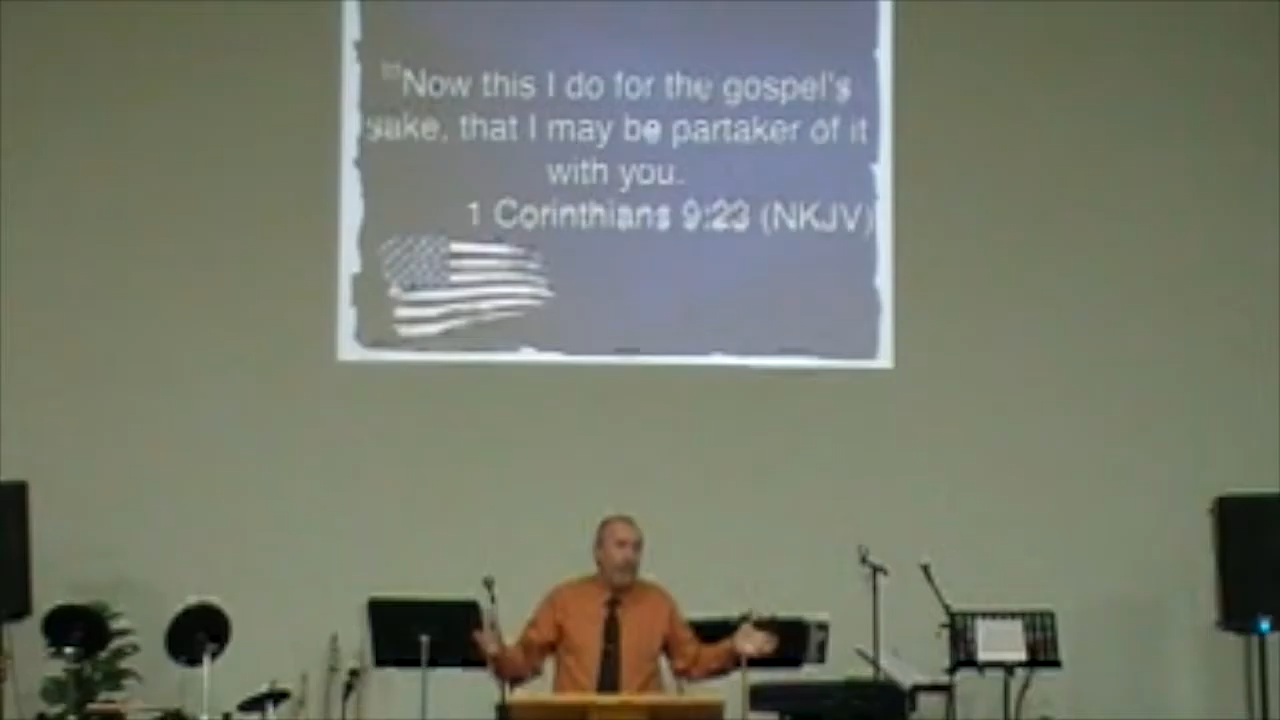 Now this I do for the gospel's
sake, that I may be partaker of it
with you.
1 Corinthians 9:23 (NKJV)